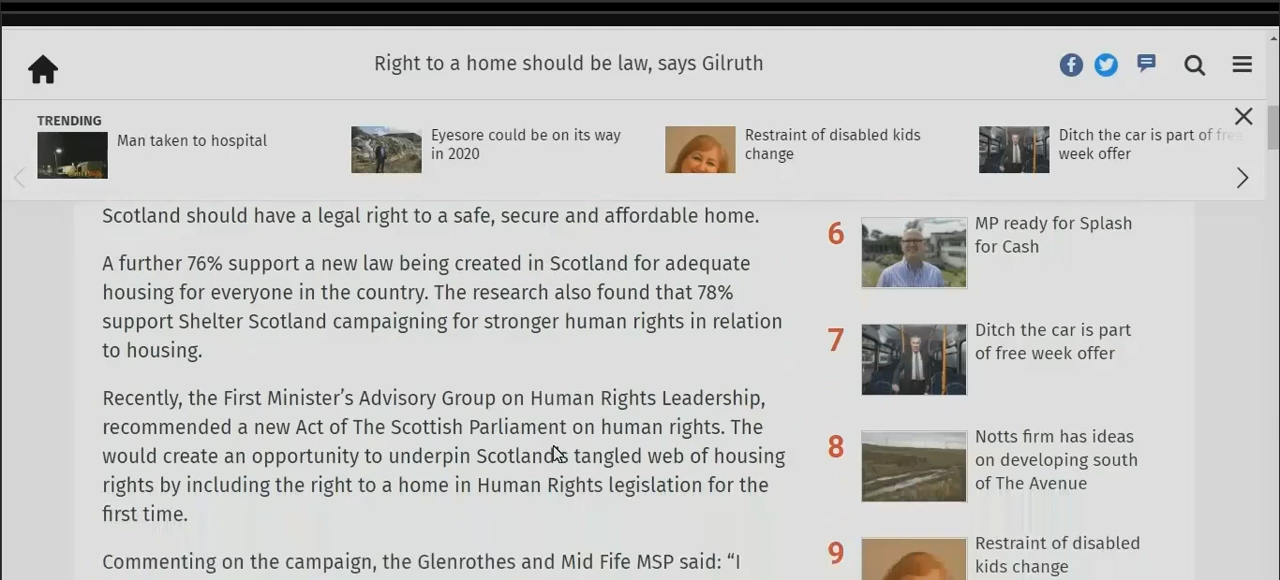 Right to a home should be law, says Gilruth
TRENDING
Man taken to hospital
Eyesore could be on its way
in 2020
Restraint of disabled kids
change
Ditch the car is part of free
week offer
Scotland should have a legal right to a safe, secure and affordable home.
A further 76% support a new law being created in Scotland for adequate
housing for everyone in the country. The research also found that 78%
support Shelter Scotland campaigning for stronger human rights in relation
to housing.
Recently, the First Minister’s Advisory Group on Human Rights Leadership,
recommended a new Act of The Scottish Parliament on human rights. The
would create an opportunity to underpin Scotland’s tangled web of housing
rights by including the right to a home in Human Rights legislation for the
first time.
Commenting on the campaign, the Glenrothes and Mid Fife MSP said: “I
6
MP ready for Splash
for Cash
7
Ditch the car is part
of free week offer
8
Notts firm has ideas
on developing south
of The Avenue
9
Restraint of disabled
kids change